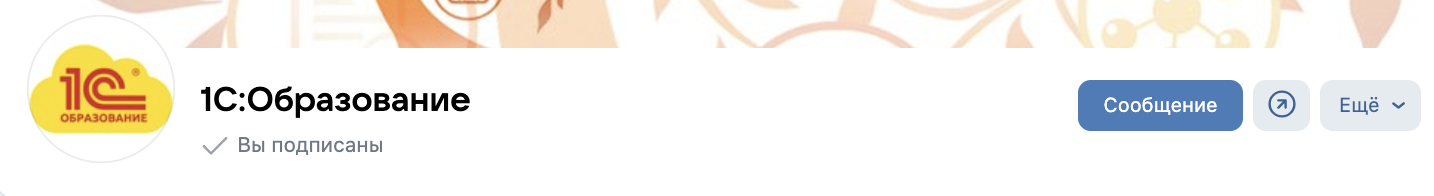 1С®
ОБРАЗОВАНИЕ
1С:Образование
Вы подписаны
Сообщение
Ещё